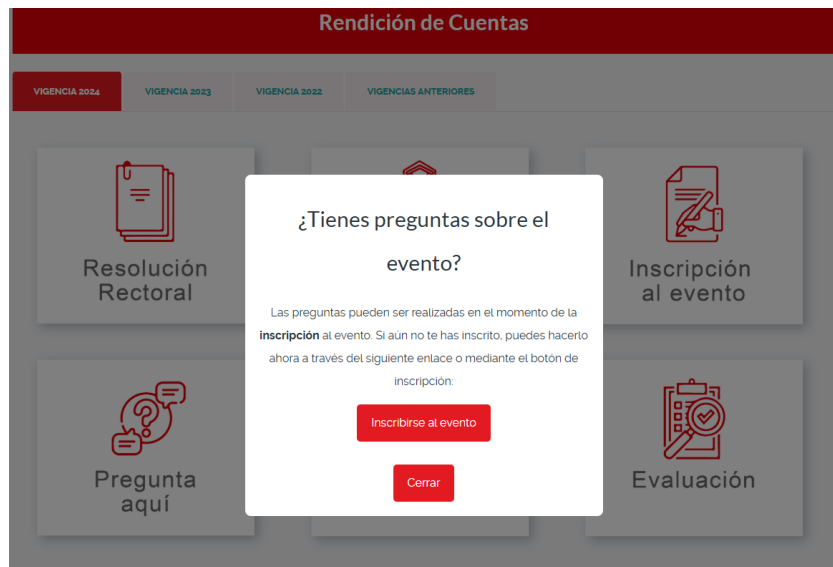 Rendición de Cuentas
VIGENCIA 2024
VIGENCIA 2023
VIGENCIA 2022
VIGENCIAS ANTERIORES
Resolución
Rectoral
Inscripción
al evento
¿Tienes preguntas sobre el
evento?
Las preguntas pueden ser realizadas en el momento de la
inscripción al evento. Si aún no te has inscrito, puedes hacerlo
ahora a través del siguiente enlace o mediante el botón de
inscripción:
Inscribirse al evento
Cerrar
Pregunta
aquí
Evaluación